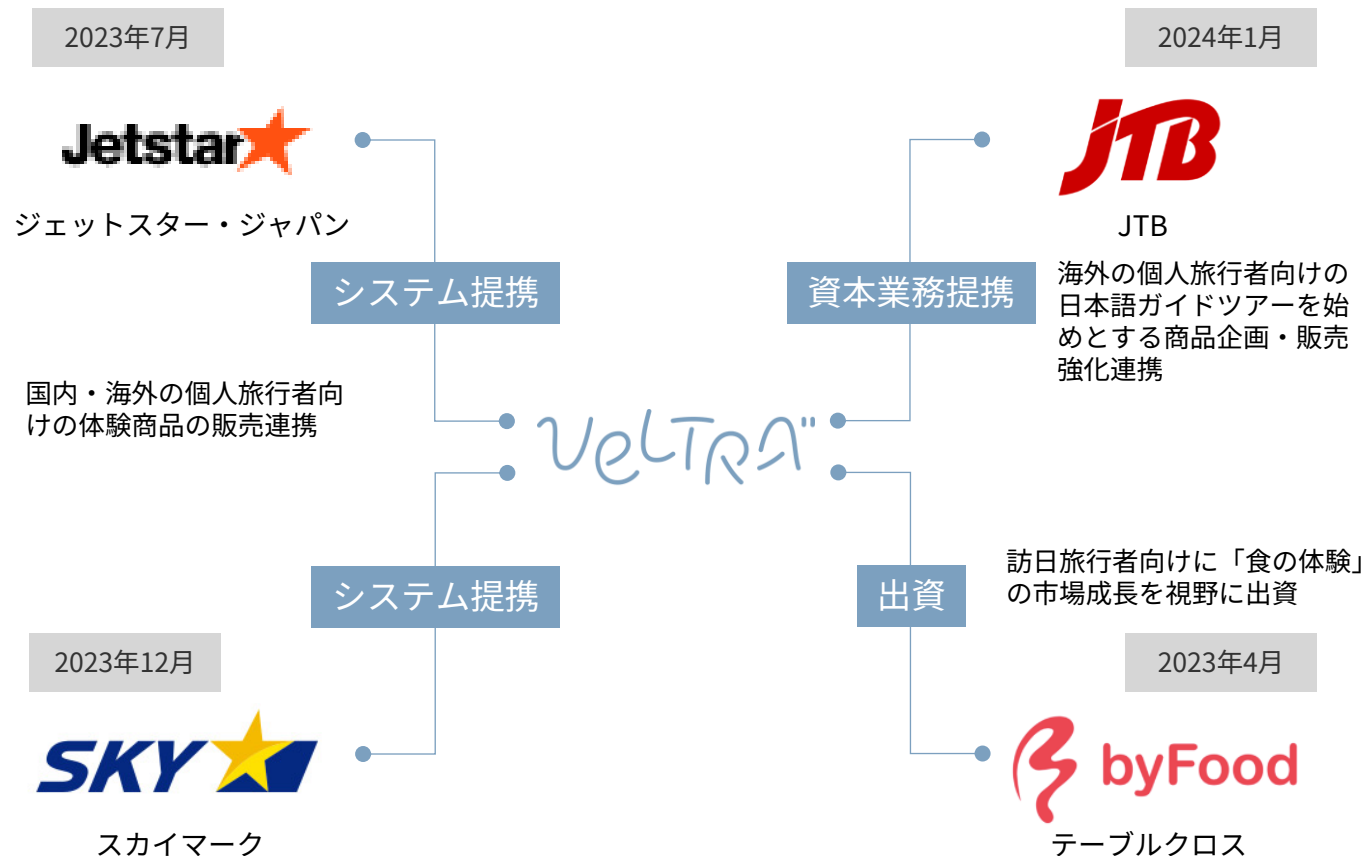 2023年7月
Jetstar
ジェットスター・ジャパン
システム提携
国内・海外の個人旅行者向
けの体験商品の販売連携
2024年1月
JTB
JTB
資本業務提携
海外の個人旅行者向けの
日本語ガイドツアーを始
めとする商品企画・販売
強化連携
VELTRA
システム提携
2023年12月
SKY
スカイマーク
出資
訪日旅行者向けに「食の体験」
の市場成長を視野に出資
2023年4月
byFood
テーブルクロス